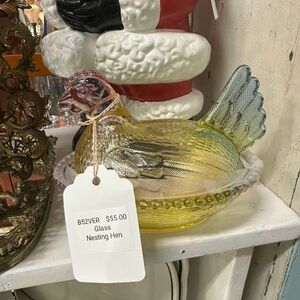 B52VER $55.00
Glass
Nesting Hen